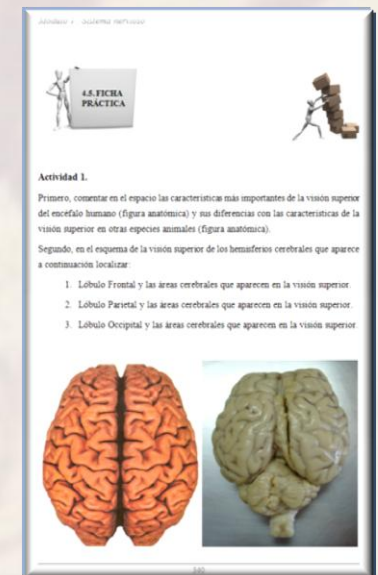 4.5. FICHA
PRÁCTICA
Actividad 1.
Primero, comentar en el espacio las características más importantes de la visión superior
del encéfalo humano (figura anatómica) y sus diferencias con las características de la
visión superior en otras especies animales (figura anatómica).
Segundo, en el esquema de la visión superior de los hemisferios cerebrales que aparece
a continuación localizar:
1. Lóbulo Frontal y las áreas cerebrales que aparecen en la visión superior.
2. Lóbulo Parietal y las áreas cerebrales que aparecen en la visión superior.
3. Lóbulo Occipital y las áreas cerebrales que aparecen en la visión superior.